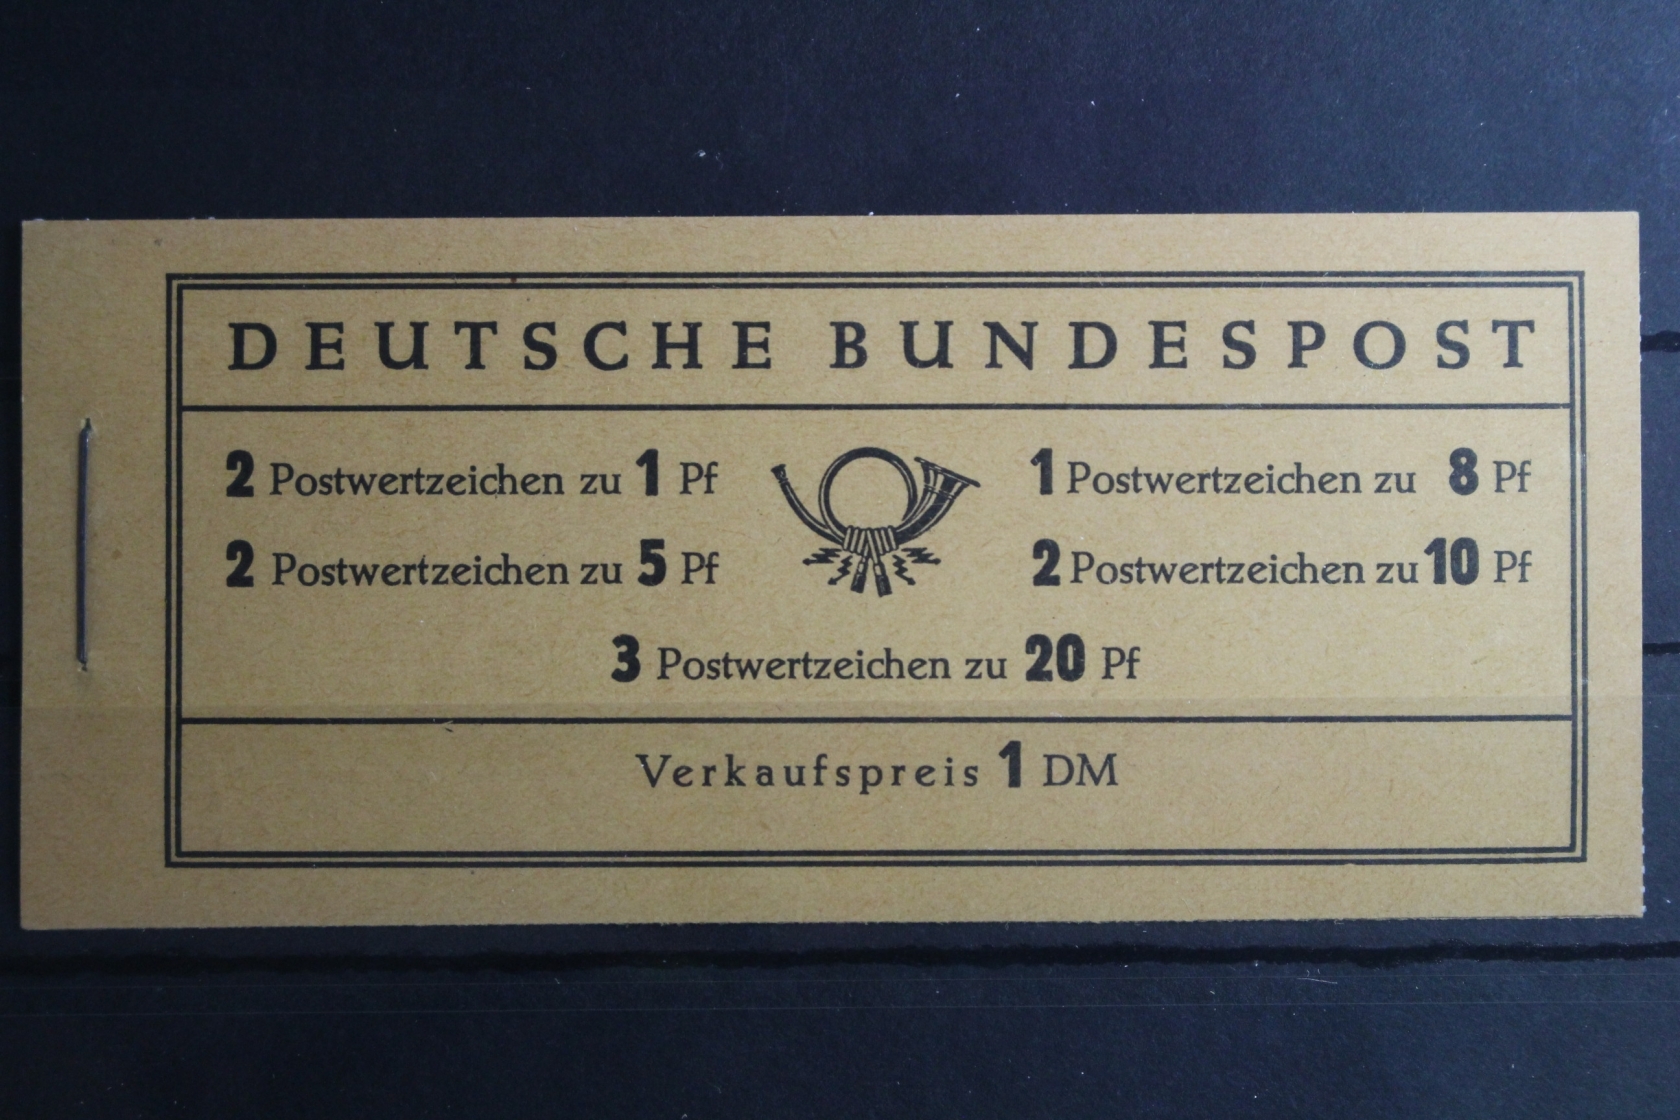 DEUTSCHE BUNDESPOST
2 Postwertzeichen zu 1 Pf
1 Postwertzeichen zu 8 Pf
2 Postwertzeichen zu 5 Pf
2 Postwertzeichen zu 10 Pf
3 Postwertzeichen zu 20 Pf
Verkaufspreis 1 DM